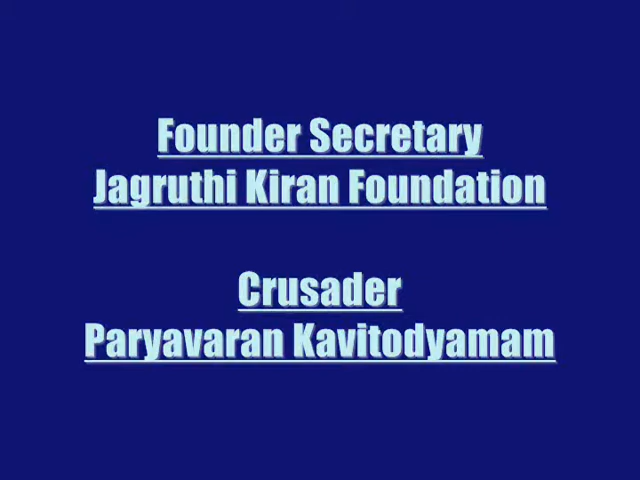 Founder Secretary
Jagruthi Kiran Foundation
Crusader
Paryavaran Kavitodyamam